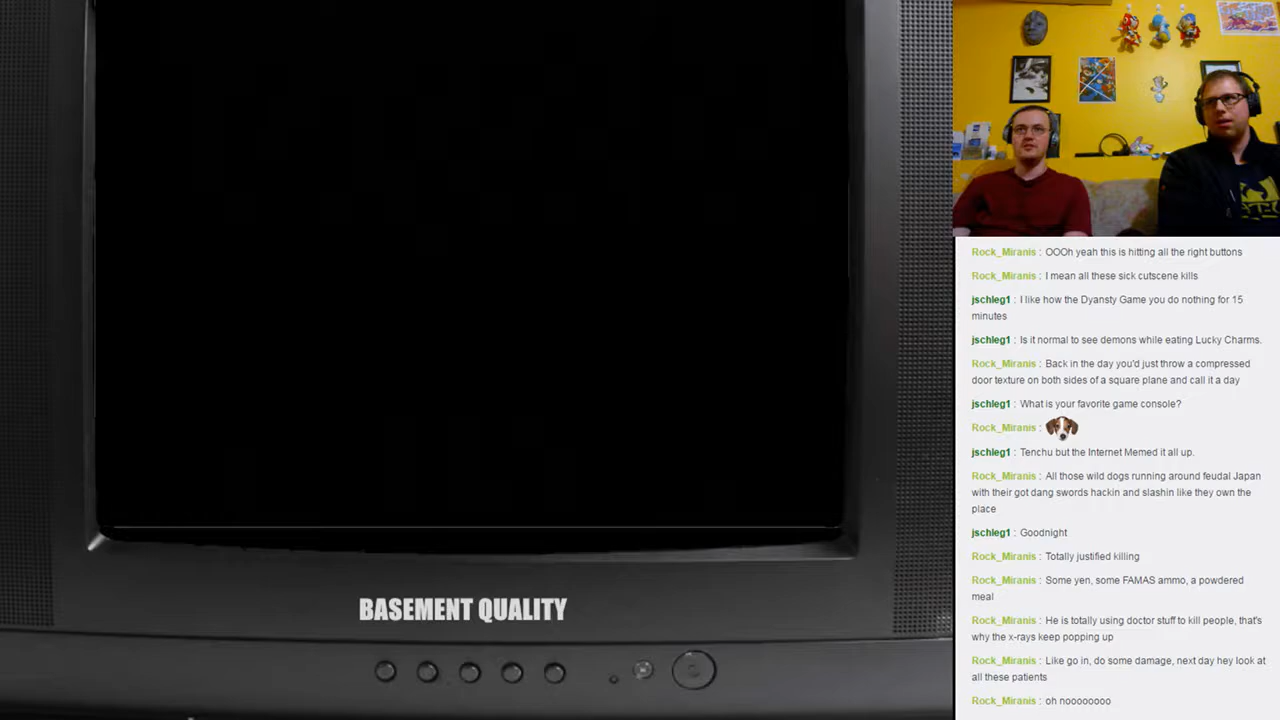 BASEMENT QUALITY
Rock_Miranis : OOOh yeah this is hitting all the right buttons
Rock_Miranis : I mean all these sick cutscene kills
jschleg1 : I like how the Dyansty Game you do nothing for 15
minutes
jschleg1 : Is it normal to see demons while eating Lucky Charms.
Rock_Miranis : Back in the day you'd just throw a compressed
door texture on both sides of a square plane and call it a day
jschleg1 : What is your favorite game console?
Rock_Miranis :
jschleg1 : Tenchu but the Internet Memed it all up.
Rock_Miranis : All those wild dogs running around feudal Japan
with their got dang swords hackin and slashin like they own the
place
jschleg1 : Goodnight
Rock_Miranis : Totally justified killing
Rock_Miranis : Some yen, some FAMAS ammo, a powdered
meal
Rock_Miranis : He is totally using doctor stuff to kill people, that's
why the x-rays keep popping up
Rock_Miranis : Like go in, do some damage, next day hey look at
all these patients
Rock_Miranis : oh noooooooo